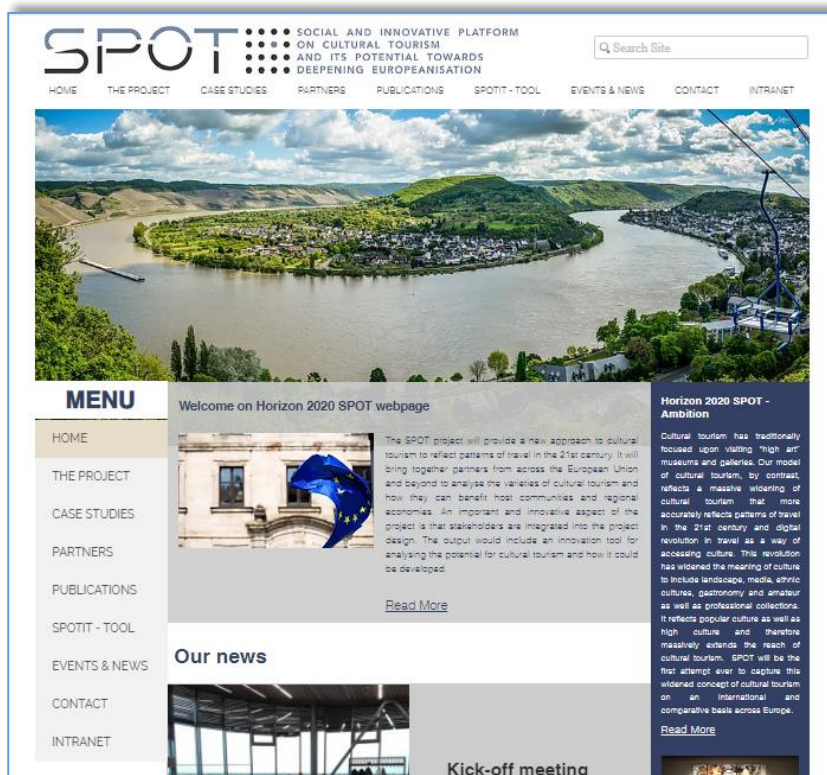 SPOT
SOCIAL AND INNOVATIVE PLATFORM
ON CULTURAL TOURISM
AND ITS POTENTIAL TOWARDS
DEEPENING EUROPEANISATION
Search Site
HOME THE PROJECT CASE STUDIES PARTNERS PUBLICATIONS SPOTIT - TOOL EVENTS & NEWS CONTACT INTRANET
MENU
HOME
THE PROJECT
CASE STUDIES
PARTNERS
PUBLICATIONS
SPOTIT - TOOL
EVENTS & NEWS
CONTACT
INTRANET
Welcome on Horizon 2020 SPOT webpage
The SPOT project will provide a new approach to cultural
tourism to reflect patterns of travel in the 21st century. It will
bring together partners from across the European Union
and beyond to analyse the varieties of cultural tourism and
how they can benefit host communities and regional
economies. An important and innovative aspect of the
project is that stakeholders are integrated into the project
design. The output would include an innovation tool for
analysing the potential for cultural tourism and how it could
be developed.
Read More
Our news
Kick-off meeting
Horizon 2020 SPOT -
Ambition
Cultural tourism has traditionally
focused upon visiting "high art"
museums and galleries. Our model
of cultural tourism, by contrast,
reflects a massive widening of
cultural tourism that more
accurately reflects patterns of travel
in the 21st century and digital
revolution in travel as a way of
accessing culture. This revolution
has widened the meaning of culture
to include landscape, media, ethnic
cultures, gastronomy and amateur
as well as professional collections.
It reflects popular culture as well as
high culture and therefore
massively extends the reach of
cultural tourism. SPOT will be the
first attempt ever to capture this
widened concept of cultural tourism
on an international and
comparative basis across Europe.
Read More